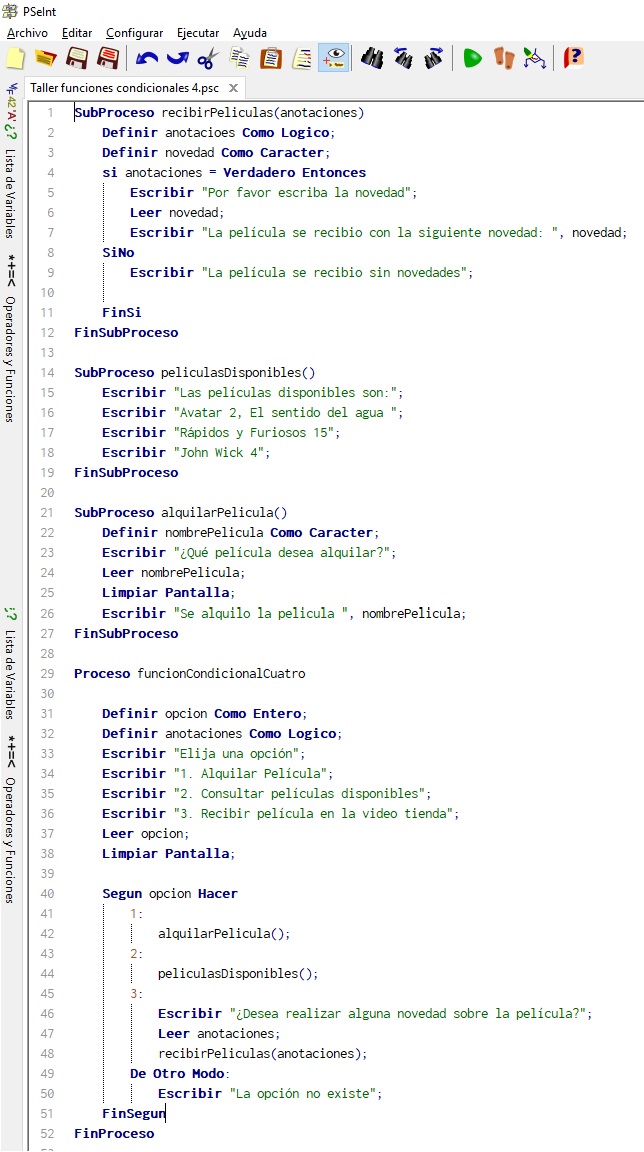 PSeInt
Archivo Editar Configurar Ejecutar Ayuda
Taller funciones condicionales 4.psc X
Lista de Variables
Operadores y Funciones
Lista de Variables
Operadores y Funciones
1 SubProceso recibirPeliculas(anotaciones)
2 Definir anotacioes Como Logico;
3 Definir novedad Como Caracter;
4 si anotaciones = Verdadero Entonces
5 Escribir "Por favor escriba la novedad";
6 Leer novedad;
7 Escribir "La película se recibio con la siguiente novedad: ", novedad;
8 SiNo
9 Escribir "La película se recibio sin novedades";
10
11 FinSi
12 FinSubProceso
13
14 SubProceso peliculasDisponibles()
15 Escribir "Las películas disponibles son:";
16 Escribir "Avatar 2, El sentido del agua ";
17 Escribir "Rápidos y Furiosos 15";
18 Escribir "John Wick 4";
19 FinSubProceso
20
21 SubProceso alquilarPelicula()
22 Definir nombrePelicula Como Caracter;
23 Escribir "¿Qué película desea alquilar?";
24 Leer nombrePelicula;
25 Limpiar Pantalla;
26 Escribir "Se alquilo la pelicula ", nombrePelicula;
27 FinSubProceso
28
29 Proceso funcionCondicionalCuatro
30
31 Definir opcion Como Entero;
32 Definir anotaciones Como Logico;
33 Escribir "Elija una opción";
34 Escribir "1. Alquilar Película";
35 Escribir "2. Consultar películas disponibles";
36 Escribir "3. Recibir película en la video tienda";
37 Leer opcion;
38 Limpiar Pantalla;
39
40 Segun opcion Hacer
41 1:
42 alquilarPelicula();
43 2:
44 peliculasDisponibles();
45 3:
46 Escribir "¿Desea realizar alguna novedad sobre la película?";
47 Leer anotaciones;
48 recibirPeliculas(anotaciones);
49 De Otro Modo:
50 Escribir "La opción no existe";
51 FinSegun
52 FinProceso